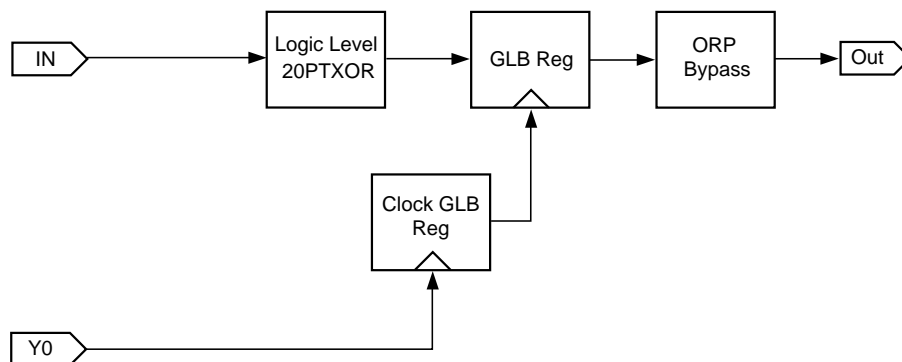 IN
Logic Level
20PTXOR
GLB Reg
ORP
Bypass
Out
Clock GLB
Reg
Y0